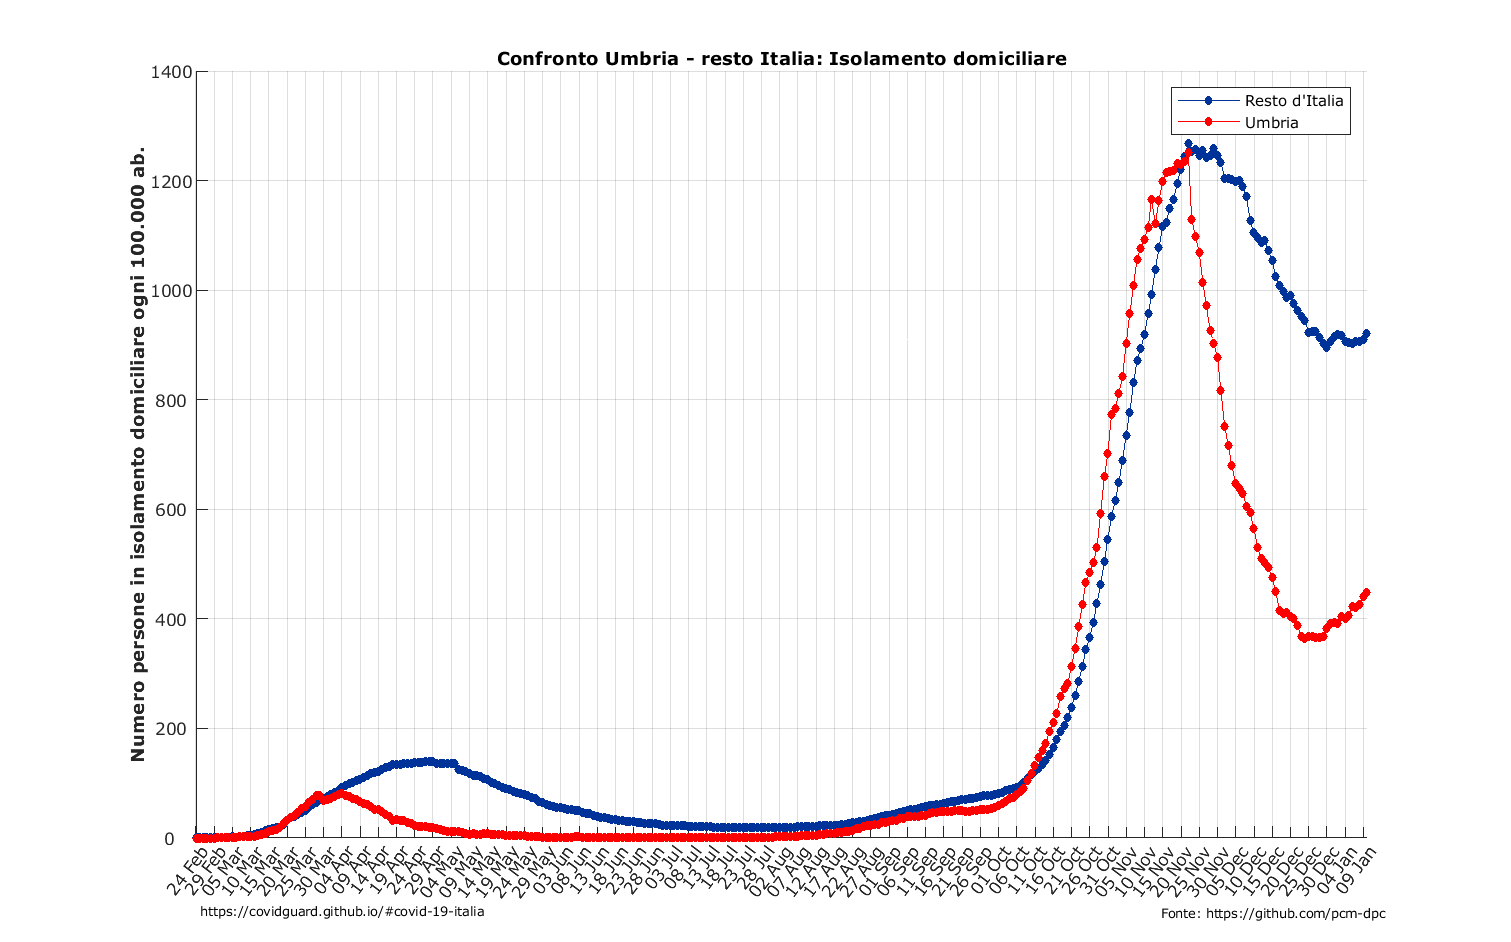 Confronto Umbria - resto Italia: Isolamento domiciliare
Resto d'Italia
Umbria
Numero persone in isolamento domiciliare ogni 100.000 ab.
1400
1200
1000
800
600
400
200
0
24 Feb
29 Feb
05 Mar
10 Mar
15 Mar
20 Mar
25 Mar
30 Mar
04 Apr
09 Apr
14 Apr
19 Apr
24 Apr
29 Apr
04 May
09 May
14 May
19 May
24 May
29 May
03 Jun
08 Jun
13 Jun
18 Jun
23 Jun
28 Jun
03 Jul
08 Jul
13 Jul
18 Jul
23 Jul
28 Jul
02 Aug
07 Aug
12 Aug
17 Aug
22 Aug
27 Aug
01 Sep
06 Sep
11 Sep
16 Sep
21 Sep
26 Sep
01 Oct
06 Oct
11 Oct
16 Oct
21 Oct
26 Oct
31 Oct
05 Nov
10 Nov
15 Nov
20 Nov
25 Nov
30 Nov
05 Dec
10 Dec
15 Dec
20 Dec
25 Dec
30 Dec
04 Jan
09 Jan
https://covidguard.github.io/#covid-19-italia
Fonte: https://github.com/pcm-dpc